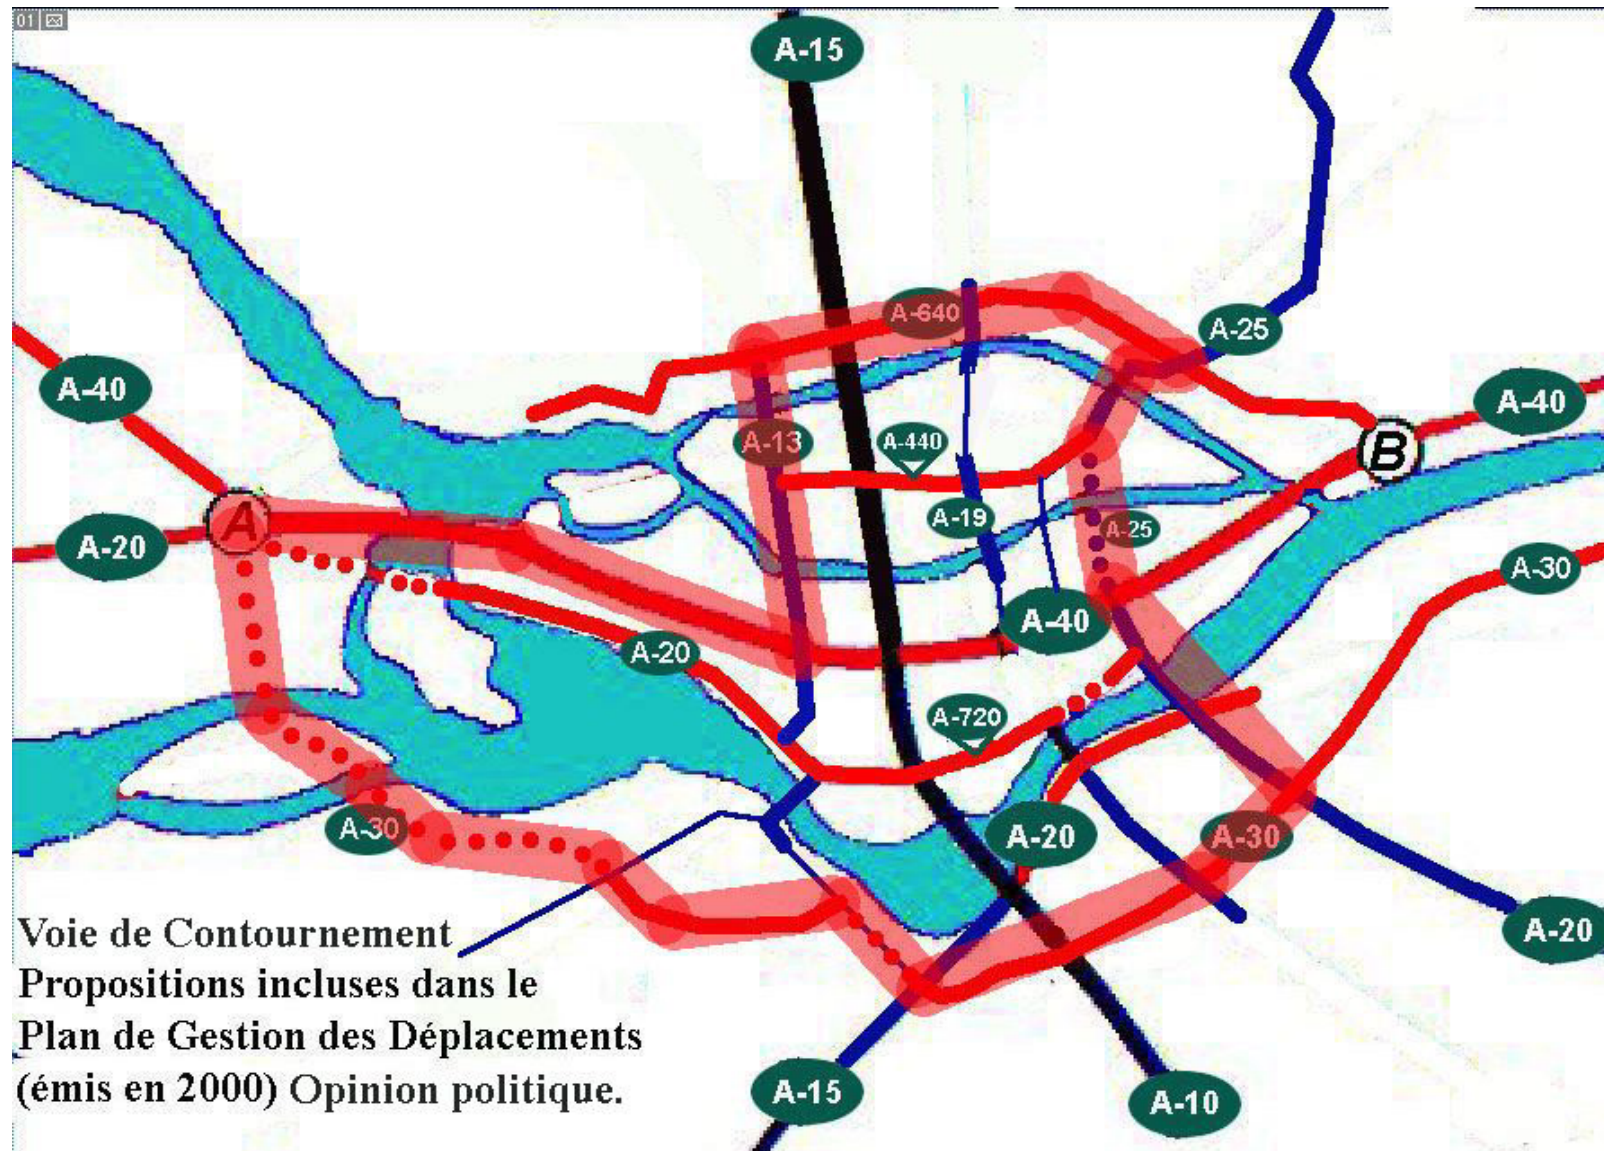 01
A-15
A-640
A-25
A-40
A-40
A-13
A-440
B
A-20
A
A-19
A-25
A-30
A-40
A-20
A-720
A-30
A-20
A-30
Voie de Contournement
Propositions incluses dans le
Plan de Gestion des Déplacements
(émis en 2000) Opinion politique.
A-20
A-15
A-10